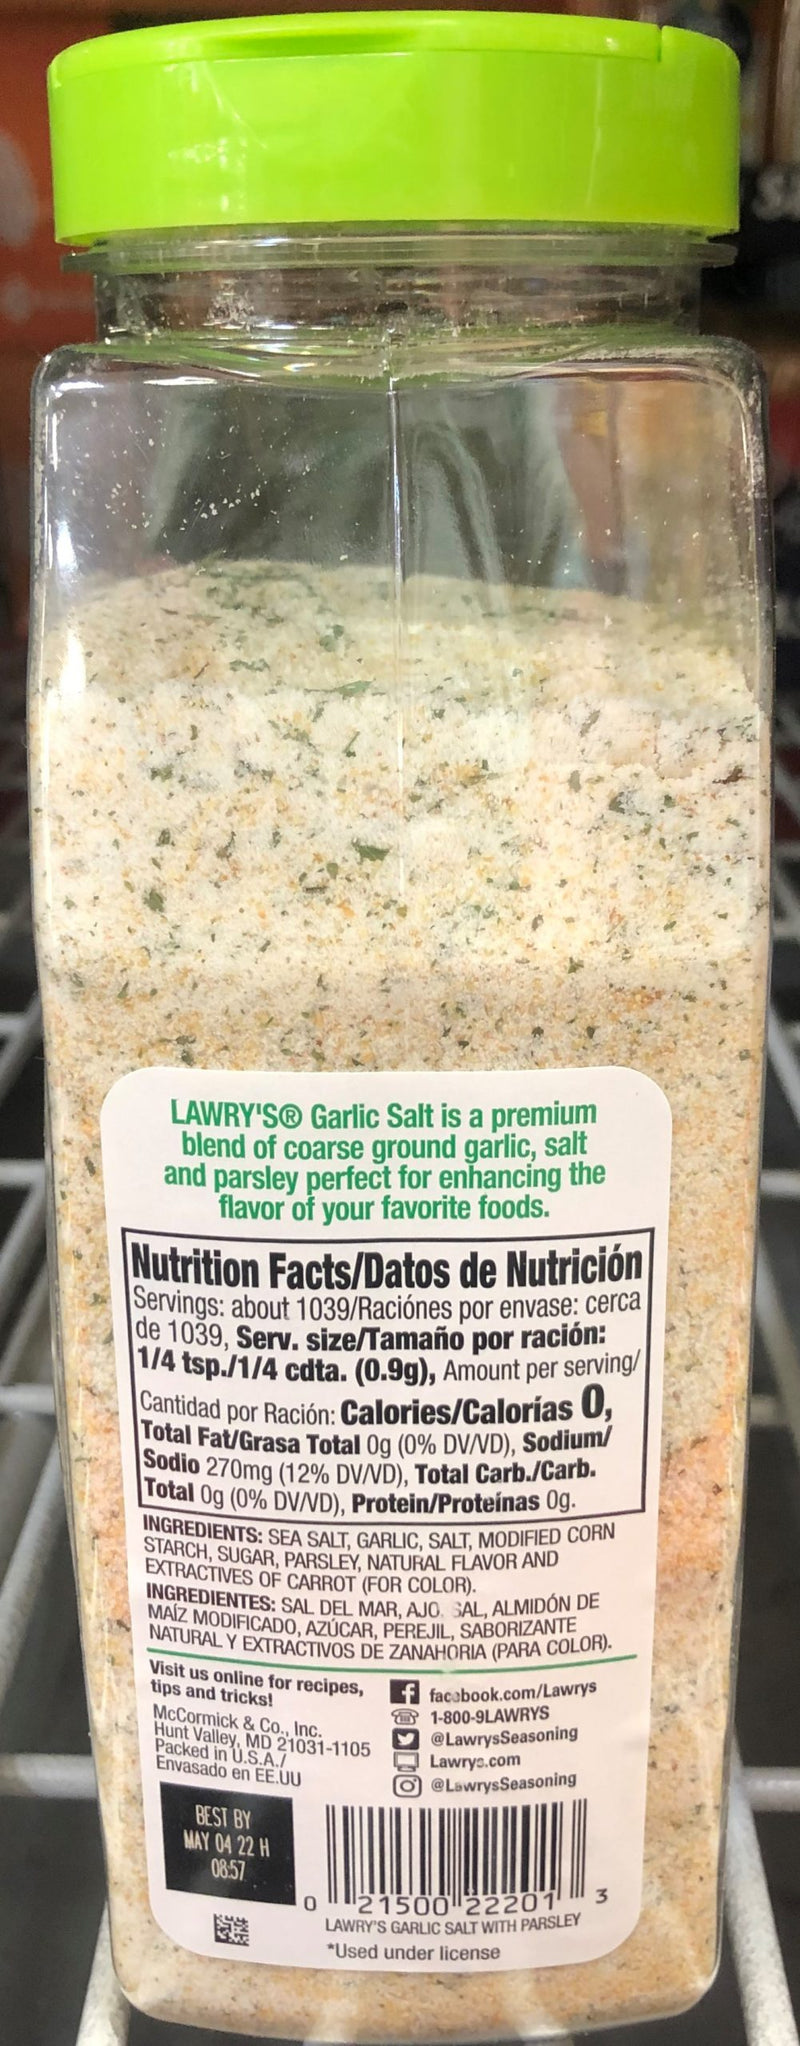 LAWRY'S® Garlic Salt is a premium
blend of coarse ground garlic, salt
and parsley perfect for enhancing the
flavor of your favorite foods.
Nutrition Facts/Datos de Nutrición
Servings: about 1039/Raciónes por envase: cerca
de 1039, Serv. size/Tamaño por ración:
1/4 tsp./1/4 cdta. (0.9g), Amount per serving/
Cantidad por Ración: Calories/Calorías 0,
Total Fat/Grasa Total 0g (0% DV/VD), Sodium/
Sodio 270mg (12% DV/VD), Total Carb./Carb.
Total 0g (0% DV/VD), Protein/Proteínas 0g.
INGREDIENTS: SEA SALT, GARLIC, SALT, MODIFIED CORN
STARCH, SUGAR, PARSLEY, NATURAL FLAVOR AND
EXTRACTIVES OF CARROT (FOR COLOR).
INGREDIENTES: SAL DEL MAR, AJO, SAL, ALMIDÓN DE
MAÍZ MODIFICADO, AZÚCAR, PEREJIL, SABORIZANTE
NATURAL Y EXTRACTIVOS DE ZANAHORIA (PARA COLOR).
Visit us online for recipes,
tips and tricks!
McCormick & Co., Inc.
Hunt Valley, MD 21031-1105
Packed in U.S.A./
Envasado en EE.UU
facebook.com/Lawrys
1-800-9LAWRYS
@LawrysSeasoning
Lawrys.com
@LawrysSeasoning
BEST BY
MAY 04 22 H
08:57
0 21500 22201 3
LAWRY'S GARLIC SALT WITH PARSLEY
*Used under license